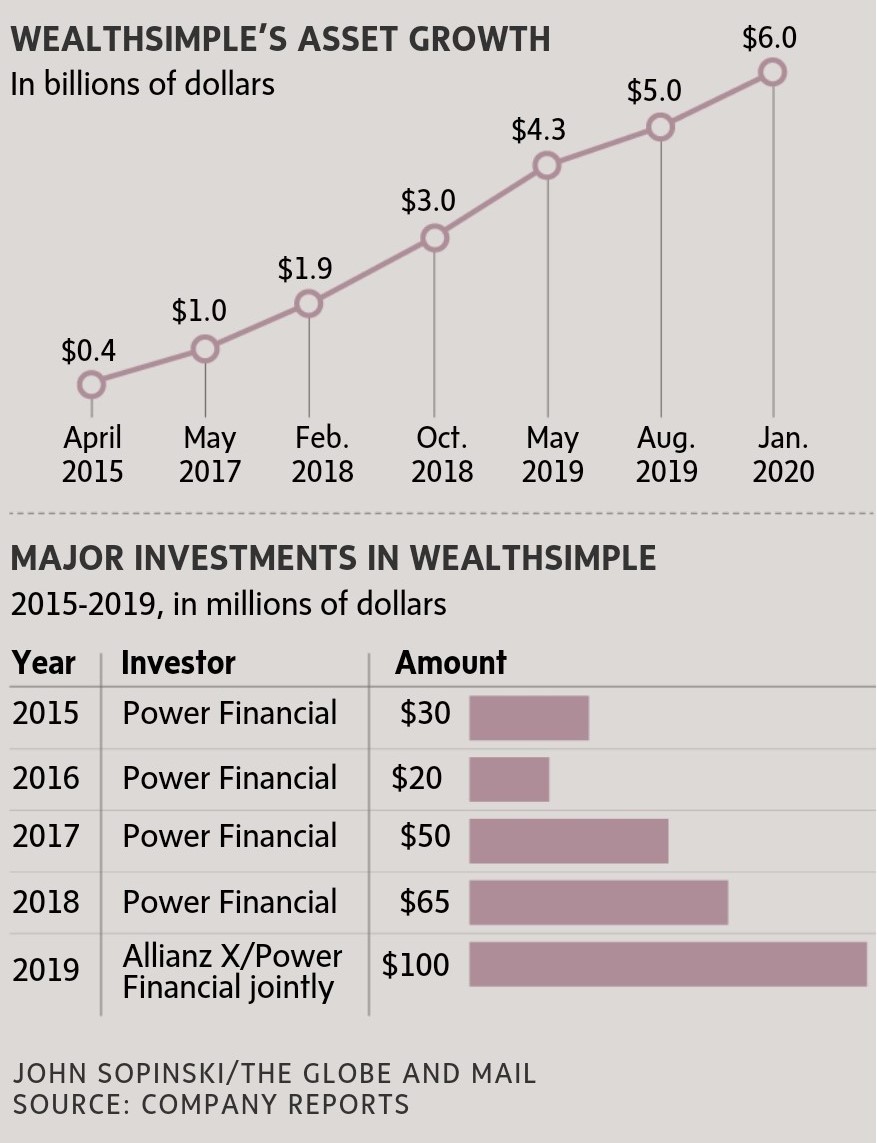 WEALTHSIMPLE’S ASSET GROWTH
In billions of dollars
$0.4
$1.0
$1.9
$3.0
$4.3
$5.0
$6.0
April 2015
May 2017
Feb. 2018
Oct. 2018
May 2019
Aug. 2019
Jan. 2020
MAJOR INVESTMENTS IN WEALTHSIMPLE
2015-2019, in millions of dollars
Year Investor Amount
2015 Power Financial $30
2016 Power Financial $20
2017 Power Financial $50
2018 Power Financial $65
2019 Allianz X/Power Financial jointly $100
JOHN SOPINSKI/THE GLOBE AND MAIL
SOURCE: COMPANY REPORTS